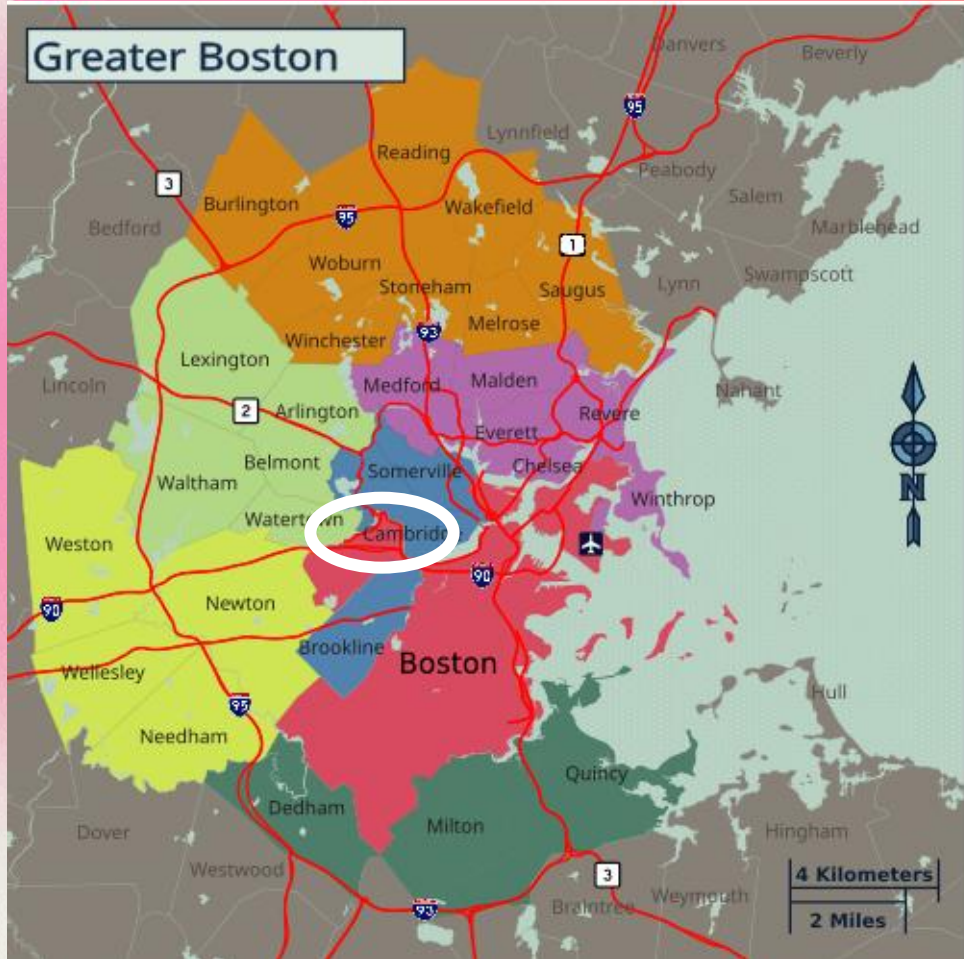 Greater Boston
Danvers
Beverly
95
Lynnfield
Reading
Peabody
3
Salem
Burlington
Wakefield
95
Bedford
Marblehead
1
Woburn
Swampscott
Stoneham
Lynn
Saugus
Melrose
93
Winchester
Lexington
Lincoln
Medford
Malden
Nahant
2
Arlington
Revere
Everett
Belmont
Somerville
Chelsea
Waltham
N
Winthrop
Watertown
Cambridg
Weston
90
Newton
90
Brookline
Boston
Wellesley
Hull
95
Needham
Quincy
Dedham
Milton
Dover
Hingham
Westwood
3
4 Kilometers
Weymouth
93
Braintree
2 Miles